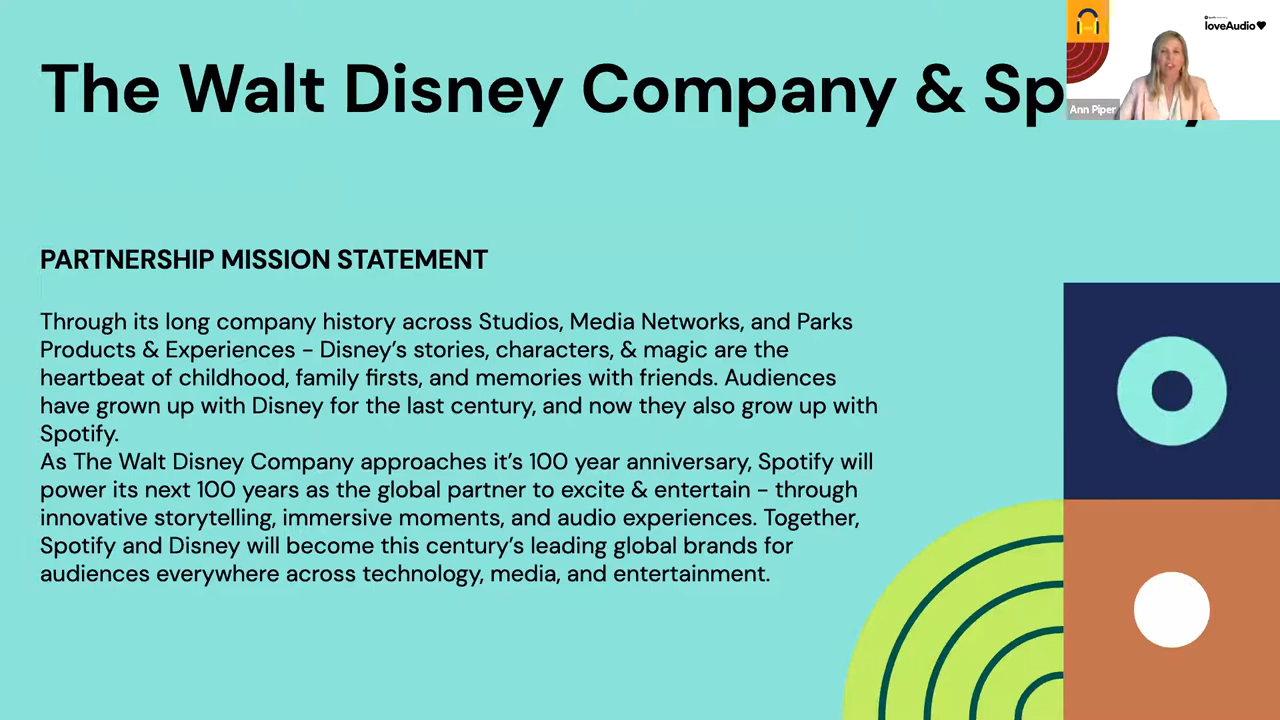 The Walt Disney Company & Sp
loveAudio
Ann Piper
PARTNERSHIP MISSION STATEMENT
Through its long company history across Studios, Media Networks, and Parks
Products & Experiences – Disney’s stories, characters, & magic are the
heartbeat of childhood, family firsts, and memories with friends. Audiences
have grown up with Disney for the last century, and now they also grow up with
Spotify.
As The Walt Disney Company approaches it’s 100 year anniversary, Spotify will
power its next 100 years as the global partner to excite & entertain – through
innovative storytelling, immersive moments, and audio experiences. Together,
Spotify and Disney will become this century’s leading global brands for
audiences everywhere across technology, media, and entertainment.